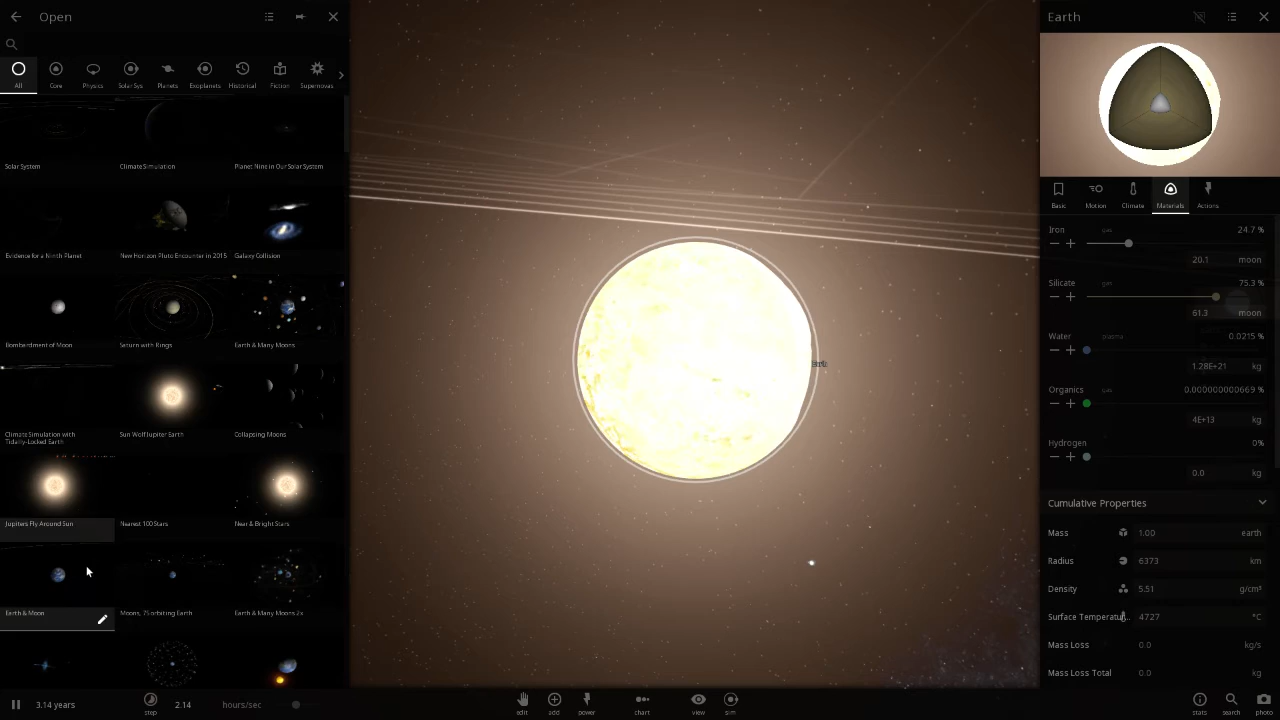 Open
All
Core
Physics
Solar Sys
Planets
Exoplanets
Historical
Fiction
Supernovas
Solar System
Climate Simulation
Planet Nine in Our Solar System
Evidence for a Ninth Planet
New Horizon Pluto Encounter in 2015
Galaxy Collision
Bombardment of Moon
Saturn with Rings
Earth & Many Moons
Climate Simulation with
Tidally-Locked Earth
Sun Wolf Jupiter Earth
Collapsing Moons
Jupiters Fly Around Sun
Nearest 100 Stars
Near & Bright Stars
Earth & Moon
Moons, 75 orbiting Earth
Earth & Many Moons 2x
3.14 years
step
2.14
hours/sec
edit
add
power
chart
view
sim
stats
search
photo
Earth
Earth
Basic
Motion
Climate
Materials
Actions
Iron gas 24.7 %
20.1 moon
Silicate gas 75.3 %
61.3 moon
Water plasma 0.0215 %
1.28E+21 kg
Organics gas 0.000000000669 %
4E+13 kg
Hydrogen 0%
0.0 kg
Cumulative Properties
Mass 1.00 earth
Radius 6373 km
Density 5.51 g/cm³
Surface Temperatu... 4727 °C
Mass Loss 0.0 kg/s
Mass Loss Total 0.0 kg